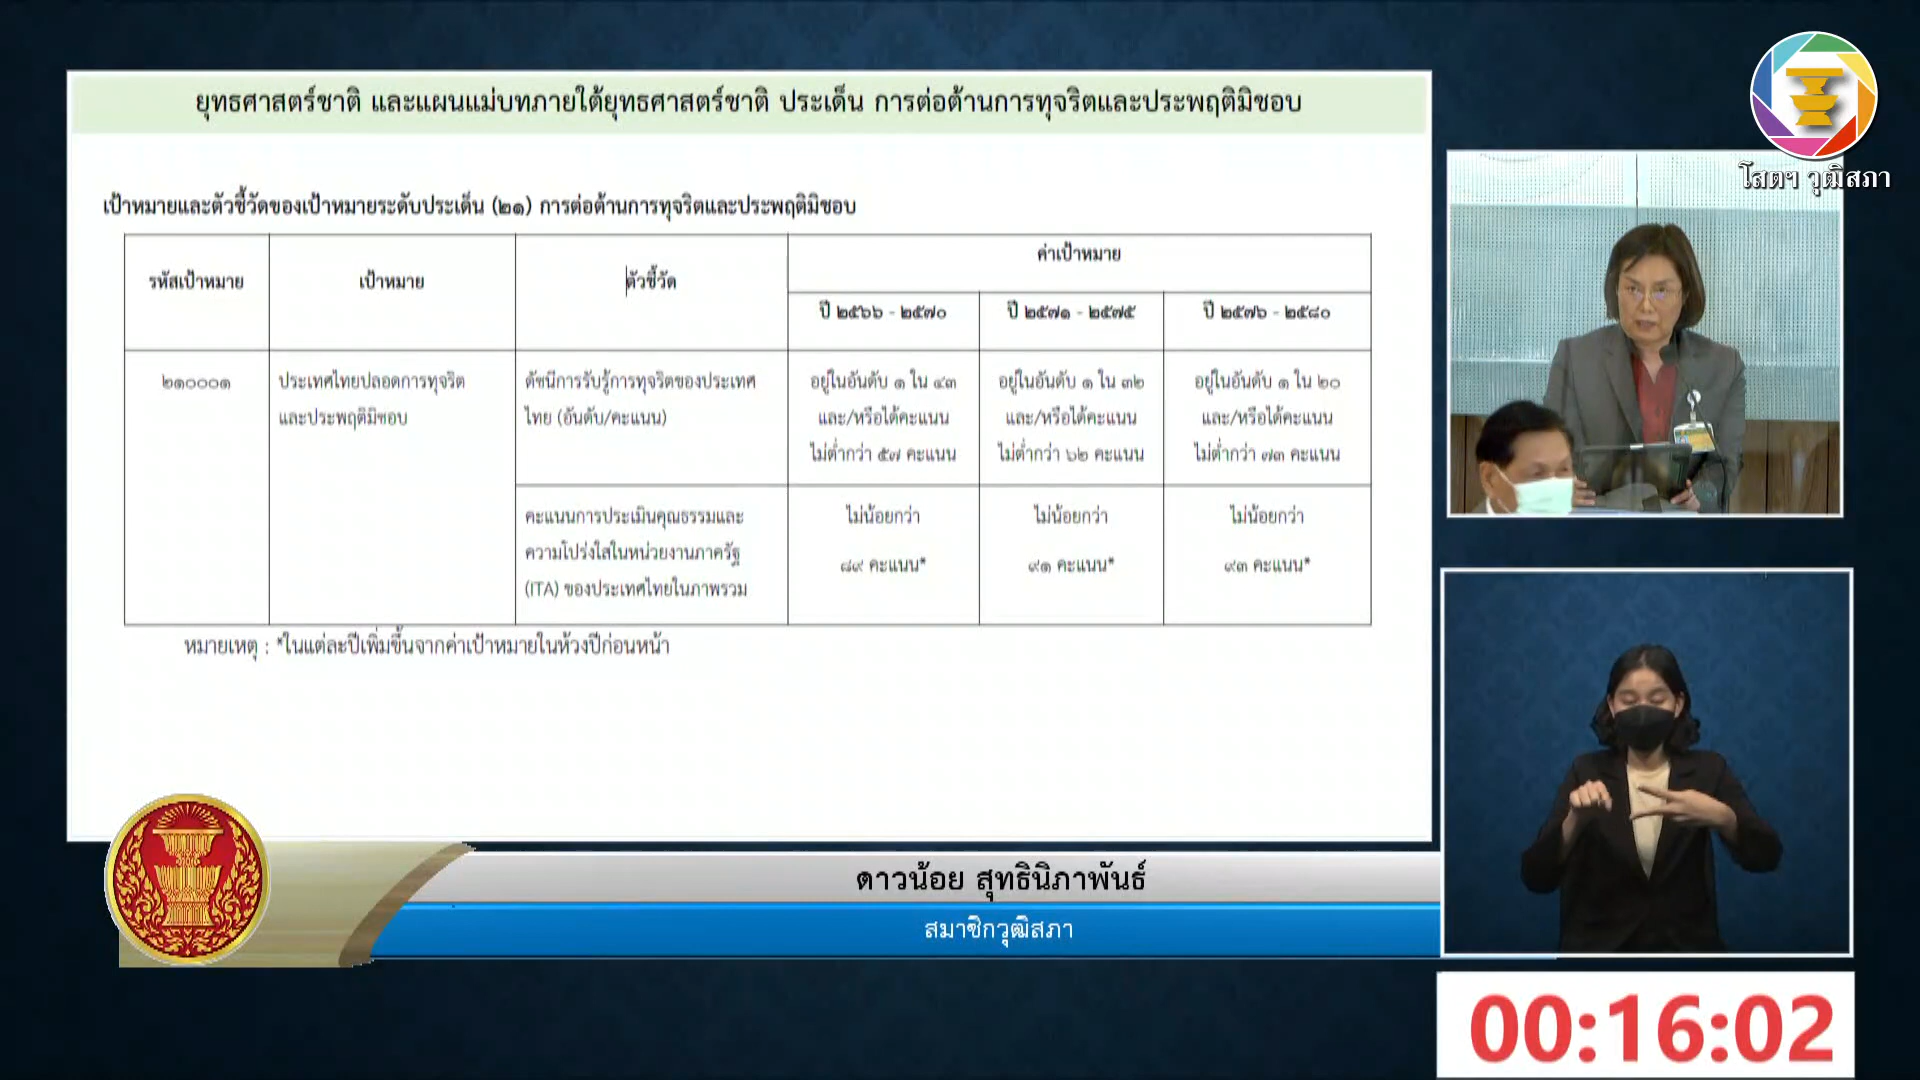 ยุทธศาสตร์ชาติ และแผนแม่บทภายใต้ยุทธศาสตร์ชาติ ประเด็น การต่อต้านการทุจริตและประพฤติมิชอบ
โสตฯ วุฒิสภา
เป้าหมายและตัวชี้วัดของเป้าหมายระดับประเด็น (๒๑) การต่อต้านการทุจริตและประพฤติมิชอบ
รหัสเป้าหมาย
เป้าหมาย
ตัวชี้วัด
ค่าเป้าหมาย
ปี ๒๕๖๖ - ๒๕๗๐
ปี ๒๕๗๑ - ๒๕๗๕
ปี ๒๕๗๖ - ๒๕๘๐
๒๑๐๐๐๑
ประเทศไทยปลอดการทุจริต
และประพฤติมิชอบ
ดัชนีการรับรู้การทุจริตของประเทศ
ไทย (อันดับ/คะแนน)
อยู่ในอันดับ ๑ ใน ๔๓
และ/หรือได้คะแนน
ไม่ต่ำกว่า ๕๗ คะแนน
อยู่ในอันดับ ๑ ใน ๓๒
และ/หรือได้คะแนน
ไม่ต่ำกว่า ๖๒ คะแนน
อยู่ในอันดับ ๑ ใน ๒๐
และ/หรือได้คะแนน
ไม่ต่ำกว่า ๗๓ คะแนน
คะแนนการประเมินคุณธรรมและ
ความโปร่งใสในหน่วยงานภาครัฐ
(ITA) ของประเทศไทยในภาพรวม
ไม่น้อยกว่า
๘๙ คะแนน*
ไม่น้อยกว่า
๙๑ คะแนน*
ไม่น้อยกว่า
๙๓ คะแนน*
หมายเหตุ : *ในแต่ละปีเพิ่มขึ้นจากค่าเป้าหมายในห้วงปีก่อนหน้า
ดาวน้อย สุทธินิภาพันธ์
สมาชิกวุฒิสภา
00:16:02